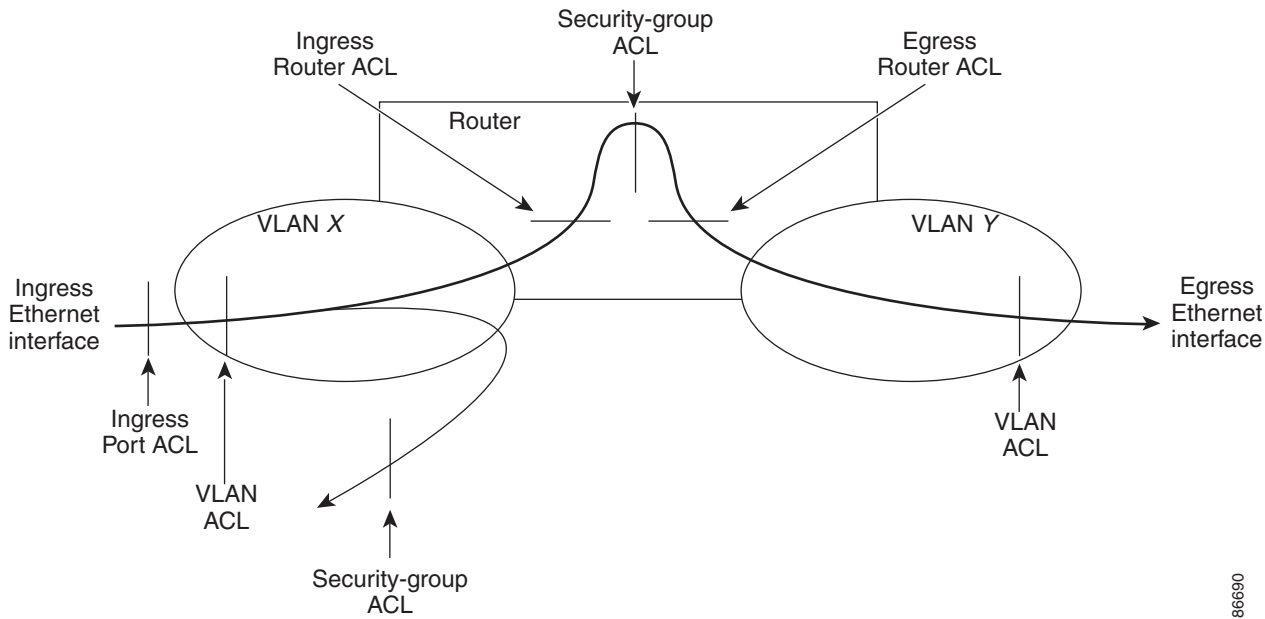 Security-group
ACL
Ingress
Router ACL
Egress
Router ACL
Router
VLAN X
VLAN Y
Ingress
Ethernet
interface
Egress
Ethernet
interface
Ingress
Port ACL
VLAN
ACL
VLAN
ACL
Security-group
ACL
86690